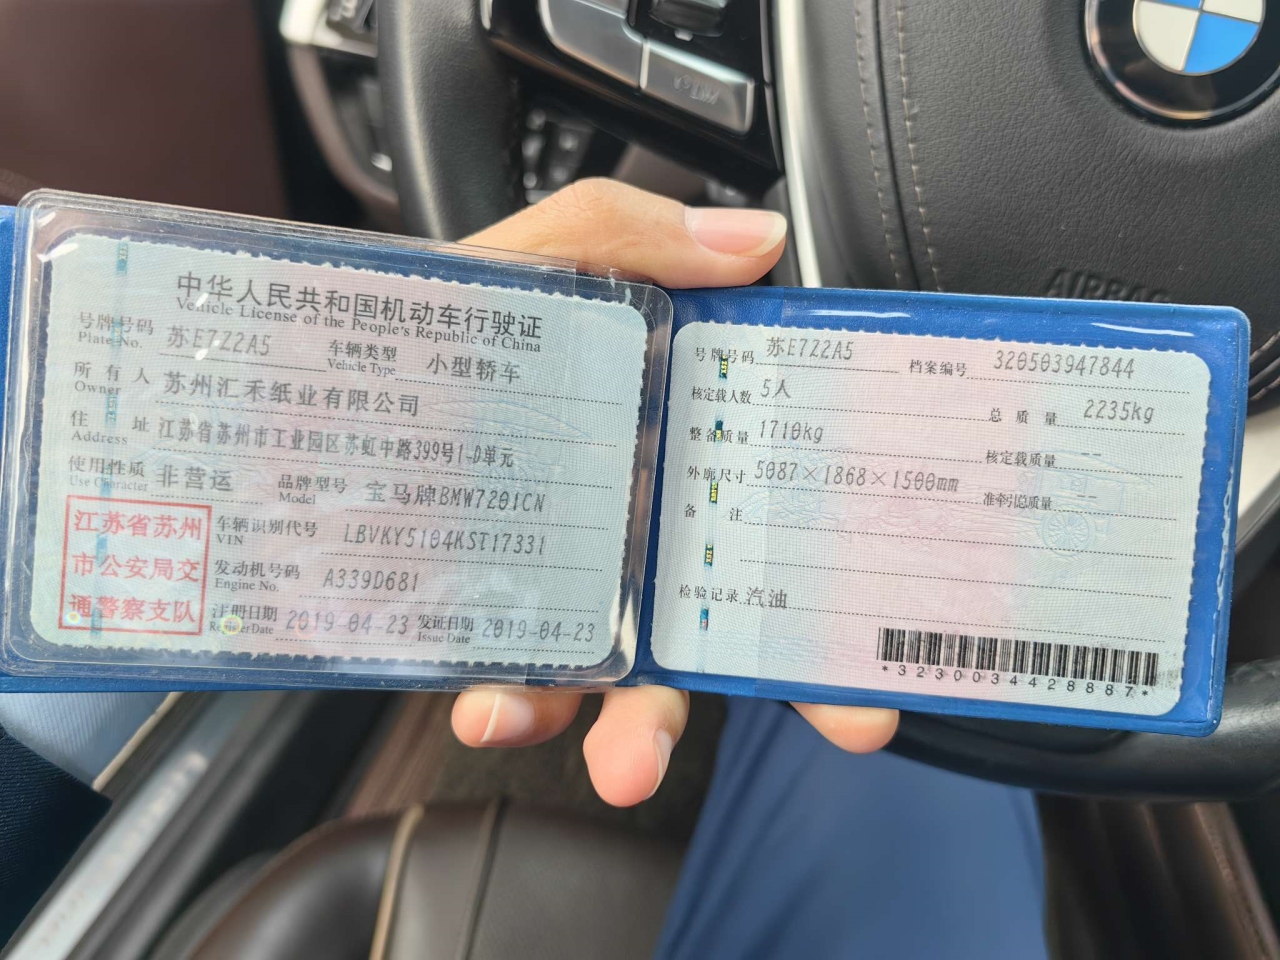 中华人民共和国机动车行驶证
Vehicle License of the People's Republic of China
号牌号码 苏E7Z2A5 车辆类型 小型轿车
Plate No. Vehicle Type
所有人 苏州汇禾纸业有限公司
Owner
住址 江苏省苏州市工业园区苏虹中路399号1-D单元
Address
使用性质 非营运 品牌型号 宝马牌BMW7201CN
Use Character Model
江苏省苏州
市公安局交
通警察支队
车辆识别代号 LBVKY5104KST17331
VIN
发动机号码 A339D681
Engine No.
注册日期 2019-04-23 发证日期 2019-04-23
Register Date Issue Date
号牌号码 苏E7Z2A5 档案编号 320503947844
核定载人数 5人 总质量 2235kg
整备质量 1710kg 核定载质量 --
外廓尺寸 5087×1868×1500mm 准牵引总质量 --
备注
检验记录 汽油
*3230034428887*
AIRBAG